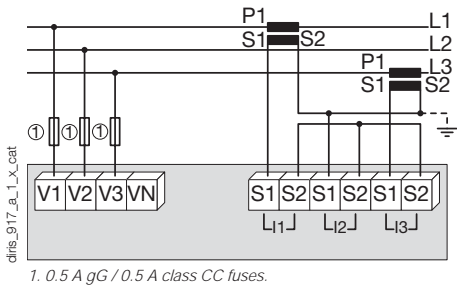 P1 L1
S1 S2 L2
P1 L3
S1 S2
① ① ①
V1 V2 V3 VN S1 S2 S1 S2 S1 S2
I1 I2 I3
diris_917_a_1_x_cat
1. 0.5 A gG / 0.5 A class CC fuses.